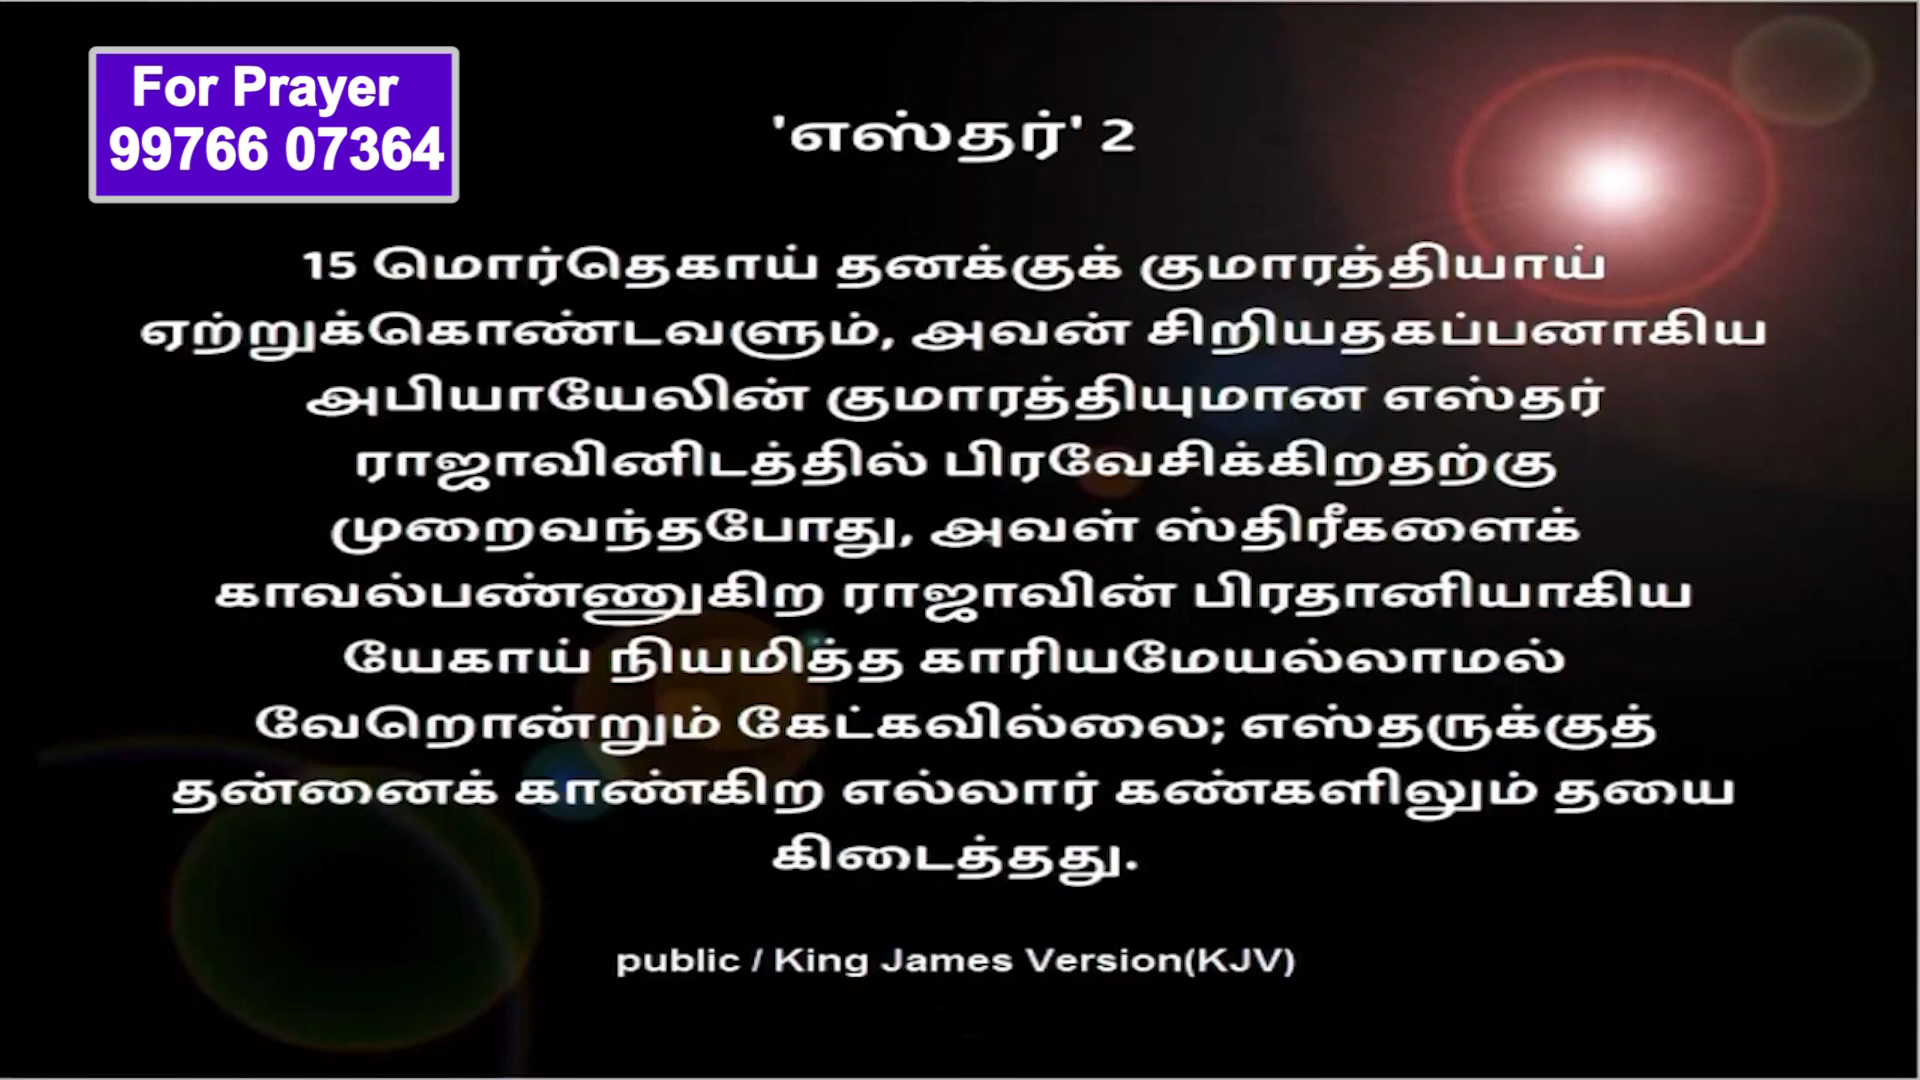 For Prayer
99766 07364
'எஸ்தர்' 2
15 மொர்தெகாய் தனக்குக் குமாரத்தியாய்
ஏற்றுக்கொண்டவளும், அவன் சிறியதகப்பனாகிய
அபியாயேலின் குமாரத்தியுமான எஸ்தர்
ராஜாவினிடத்தில் பிரவேசிக்கிறதற்கு
முறைவந்தபோது, அவள் ஸ்திரீகளைக்
காவல்பண்ணுகிற ராஜாவின் பிரதானியாகிய
யேகாய் நியமித்த காரியமேயல்லாமல்
வேறொன்றும் கேட்கவில்லை; எஸ்தருக்குத்
தன்னைக் காண்கிற எல்லார் கண்களிலும் தயை
கிடைத்தது.
public / King James Version(KJV)